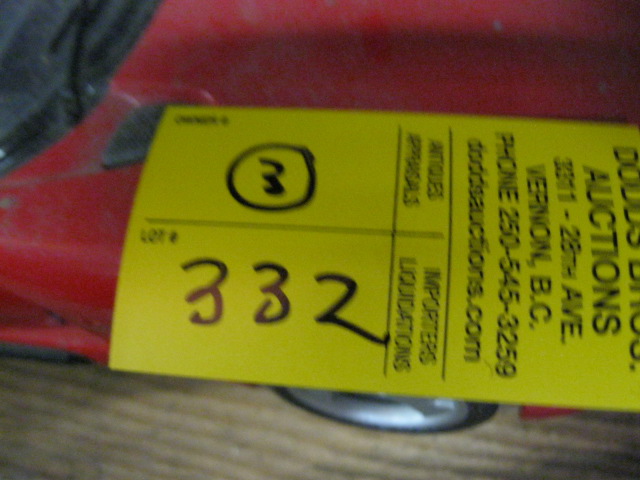 OWNER #
3
LOT #
332
ANTIQUES
APPRAISALS
IMPORTERS
LIQUIDATIONS
DODDS BROS.
AUCTIONS
3311 - 28TH AVE.
VERNON, B.C.
PHONE 250-545-3259
doddsauctions.com